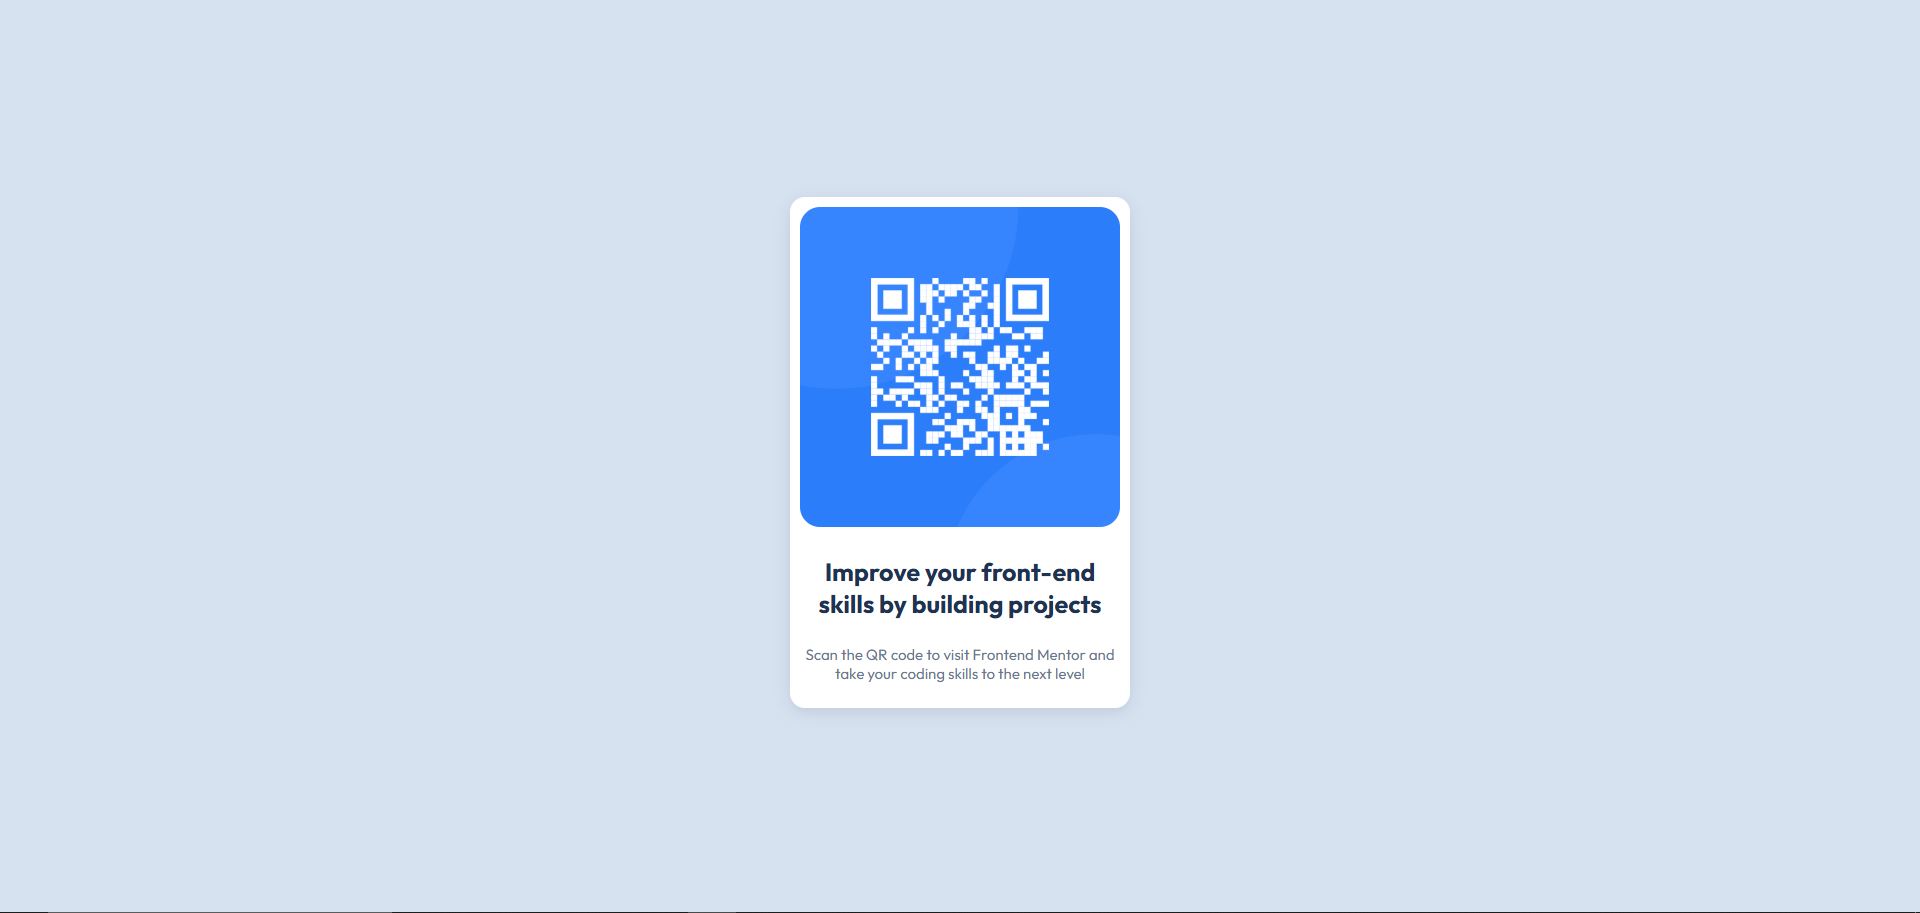 Improve your front-end
skills by building projects
Scan the QR code to visit Frontend Mentor and
take your coding skills to the next level